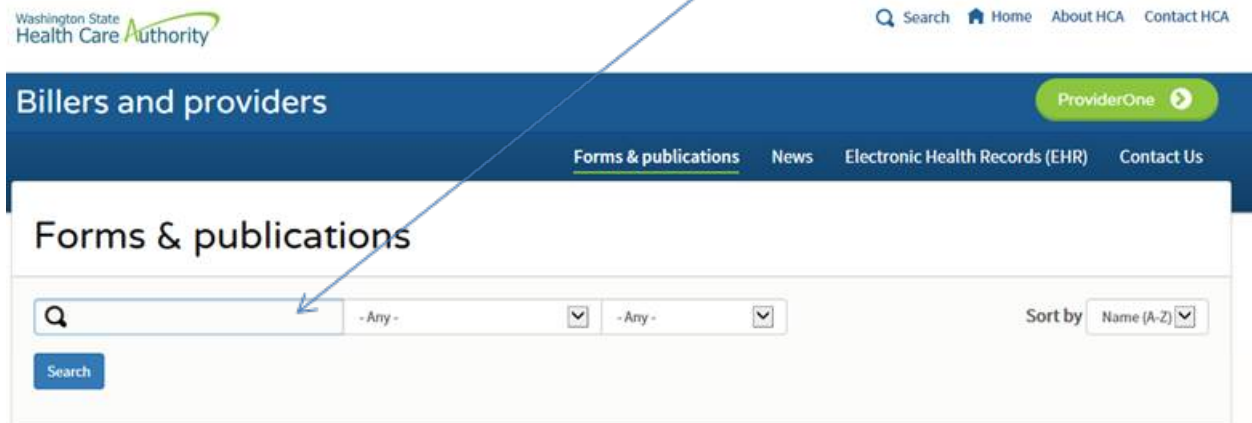 Washington State
Health Care Authority
Search Home About HCA Contact HCA
Billers and providers
ProviderOne
Forms & publications News Electronic Health Records (EHR) Contact Us
Forms & publications
- Any - - Any - Sort by Name (A-Z)
Search